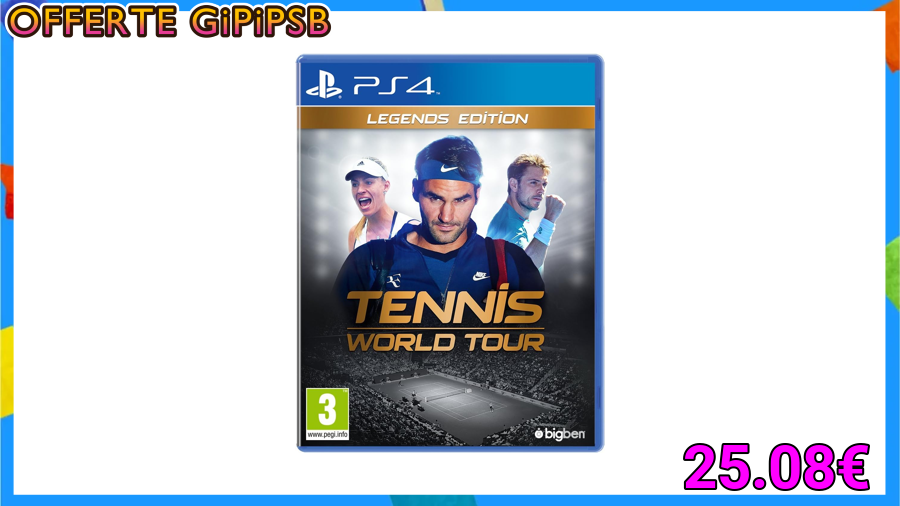 OFFERTE GiPiPSB
PS4
LEGENDS EDITION
TENNIS
WORLD TOUR
3
www.pegi.info
bigben
25.08€